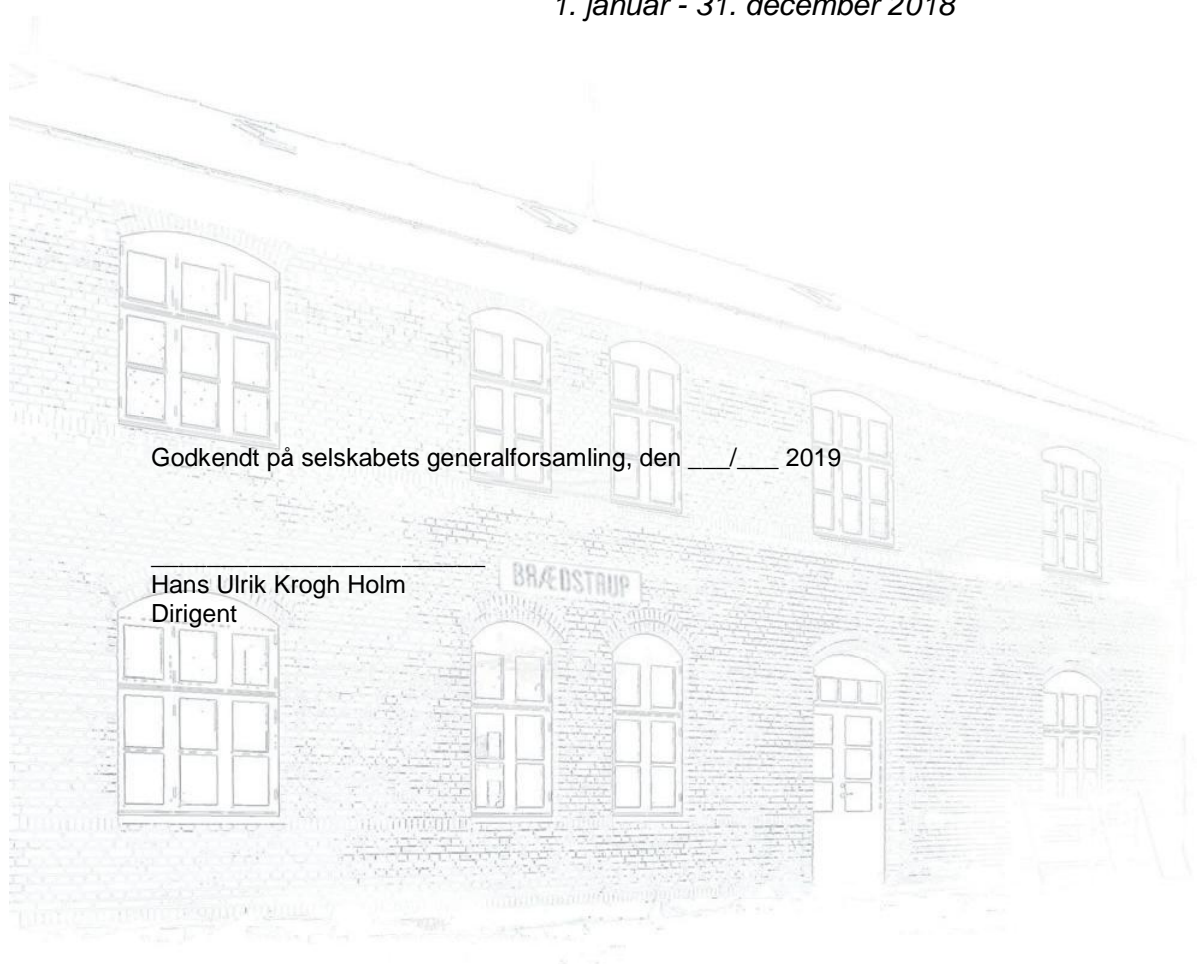 1. januar - 31. december 2018
Godkendt på selskabets generalforsamling, den ___/___ 2019
Hans Ulrik Krogh Holm
BRÆDSTRUP
Dirigent